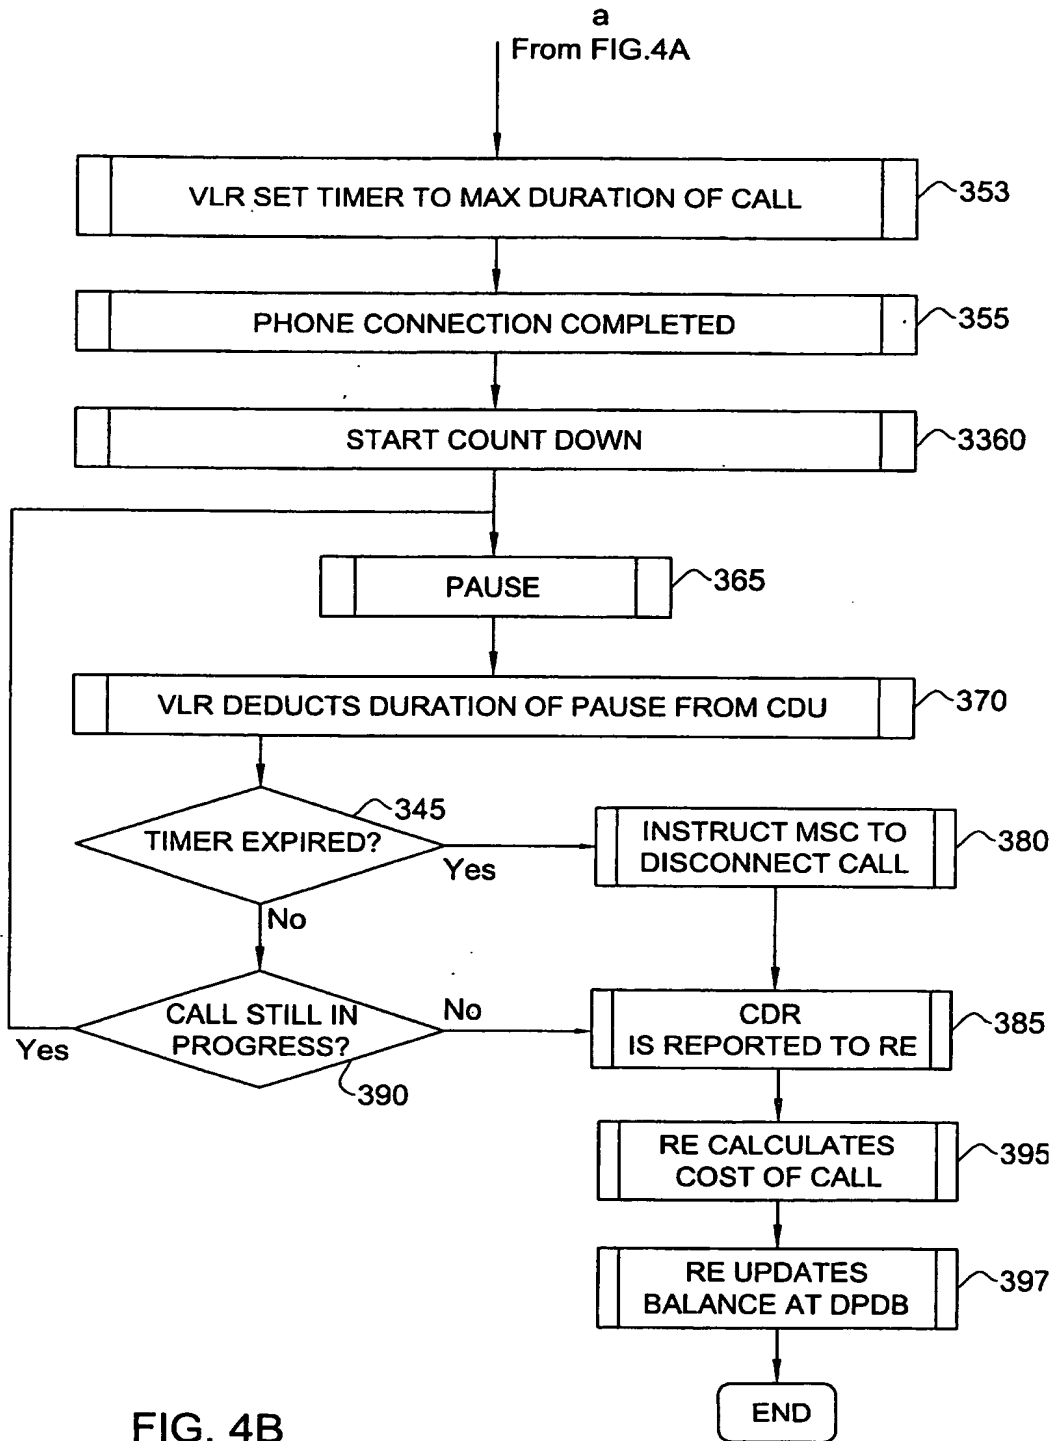 a
From FIG.4A
VLR SET TIMER TO MAX DURATION OF CALL
353
PHONE CONNECTION COMPLETED
355
START COUNT DOWN
3360
PAUSE
365
VLR DEDUCTS DURATION OF PAUSE FROM CDU
370
345
TIMER EXPIRED?
Yes
INSTRUCT MSC TO
DISCONNECT CALL
380
No
CALL STILL IN
PROGRESS?
No
Yes
390
CDR
IS REPORTED TO RE
385
RE CALCULATES
COST OF CALL
395
RE UPDATES
BALANCE AT DPDB
397
END
FIG. 4B